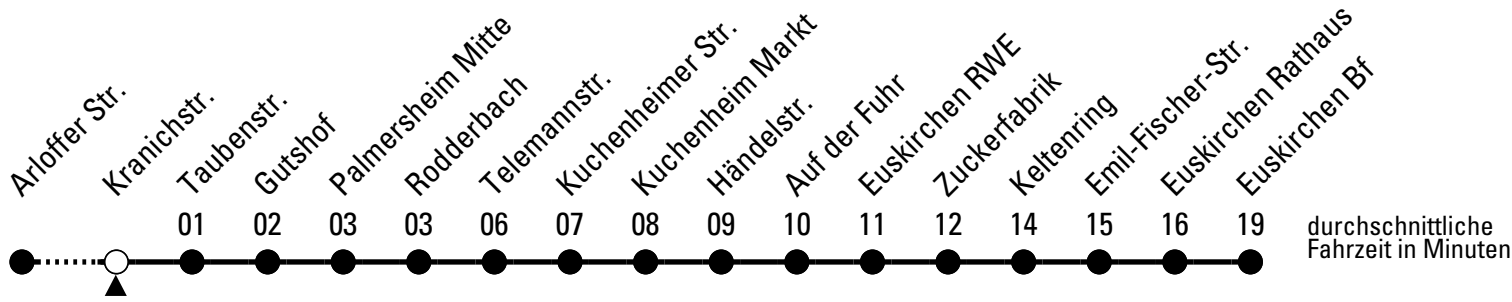 Arloffer Str.
Kranichstr.
Taubenstr.
Gutshof
Palmersheim Mitte
Rodderbach
Telemannstr.
Kuchenheimer Str.
Kuchenheim Markt
Händelstr.
Auf der Fuhr
Euskirchen RWE
Zuckerfabrik
Keltenring
Emil-Fischer-Str.
Euskirchen Rathaus
Euskirchen Bf
01 02 03 03 06 07 08 09 10 11 12 14 15 16 19
durchschnittliche
Fahrzeit in Minuten